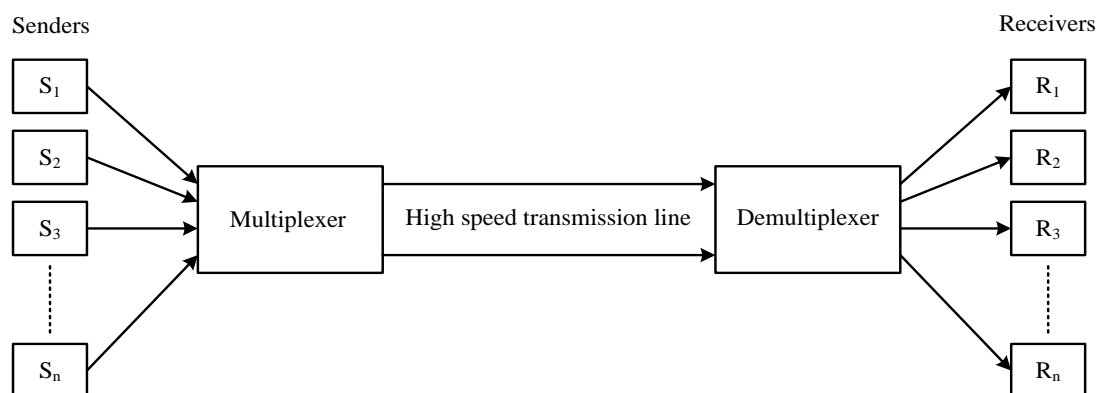 Senders
Receivers
S₁
R₁
S₂
R₂
Multiplexer
High speed transmission line
Demultiplexer
S₃
R₃
Sₙ
Rₙ